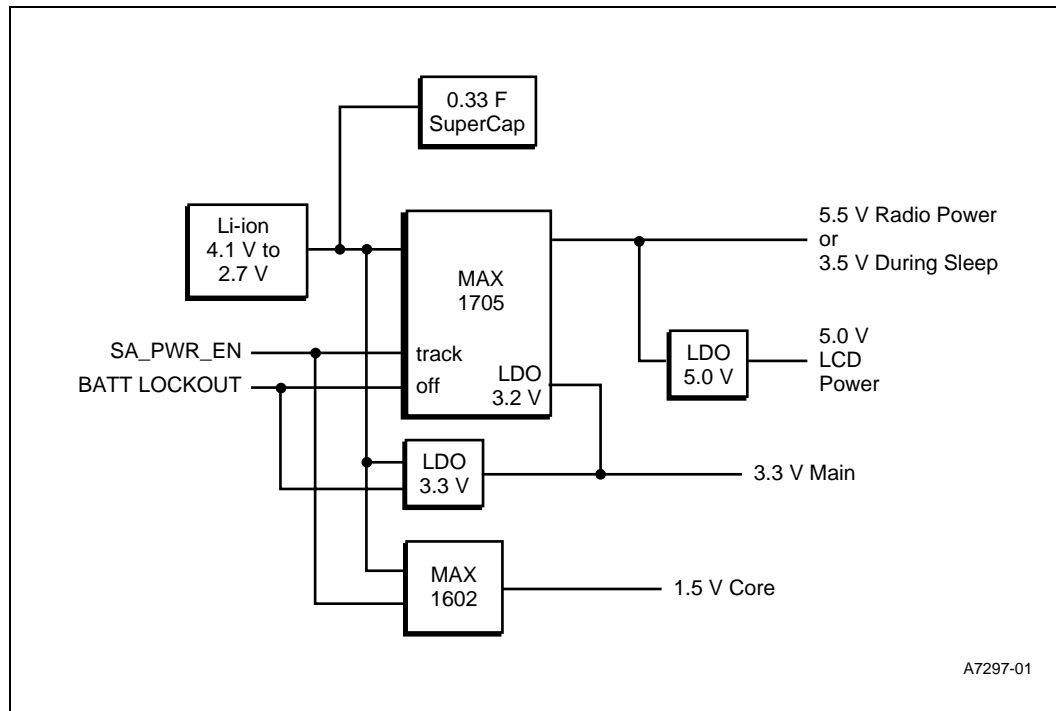 0.33 F
SuperCap
Li-ion
4.1 V to
2.7 V
MAX
1705
5.5 V Radio Power
or
3.5 V During Sleep
SA_PWR_EN
track
BATT LOCKOUT
off
LDO
3.2 V
LDO
5.0 V
5.0 V
LCD
Power
LDO
3.3 V
3.3 V Main
MAX
1602
1.5 V Core
A7297-01